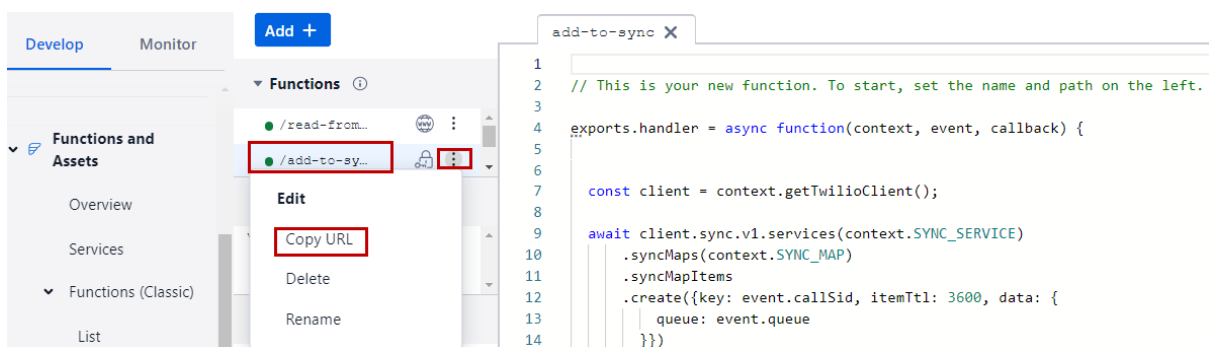 Develop
Monitor
Functions and
Assets
Overview
Services
Functions (Classic)
List
Add +
Functions
/read-from…
/add-to-sy…
Edit
Copy URL
Delete
Rename
add-to-sync
1
2 // This is your new function. To start, set the name and path on the left.
3
4 exports.handler = async function(context, event, callback) {
5
6
7 const client = context.getTwilioClient();
8
9 await client.sync.v1.services(context.SYNC_SERVICE)
10 .syncMaps(context.SYNC_MAP)
11 .syncMapItems
12 .create({key: event.callSid, itemTtl: 3600, data: {
13 queue: event.queue
14 }})